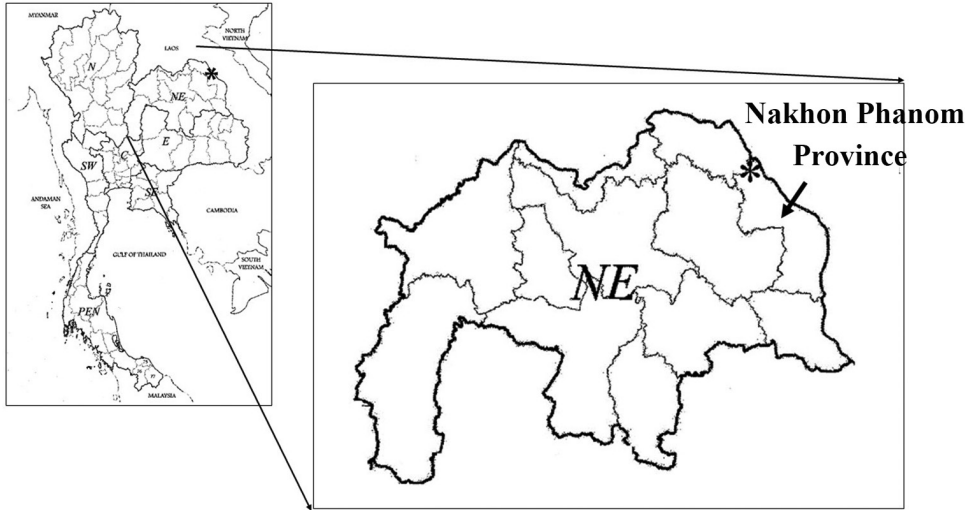 MYANMAR
NORTH
VIETNAM
LAOS
N
*
NE
E
C
SW
SE
ANDAMAN
SEA
CAMBODIA
GULF OF THAILAND
SOUTH
VIETNAM
PEN
MALAYSIA
Nakhon Phanom
Province
*
NE